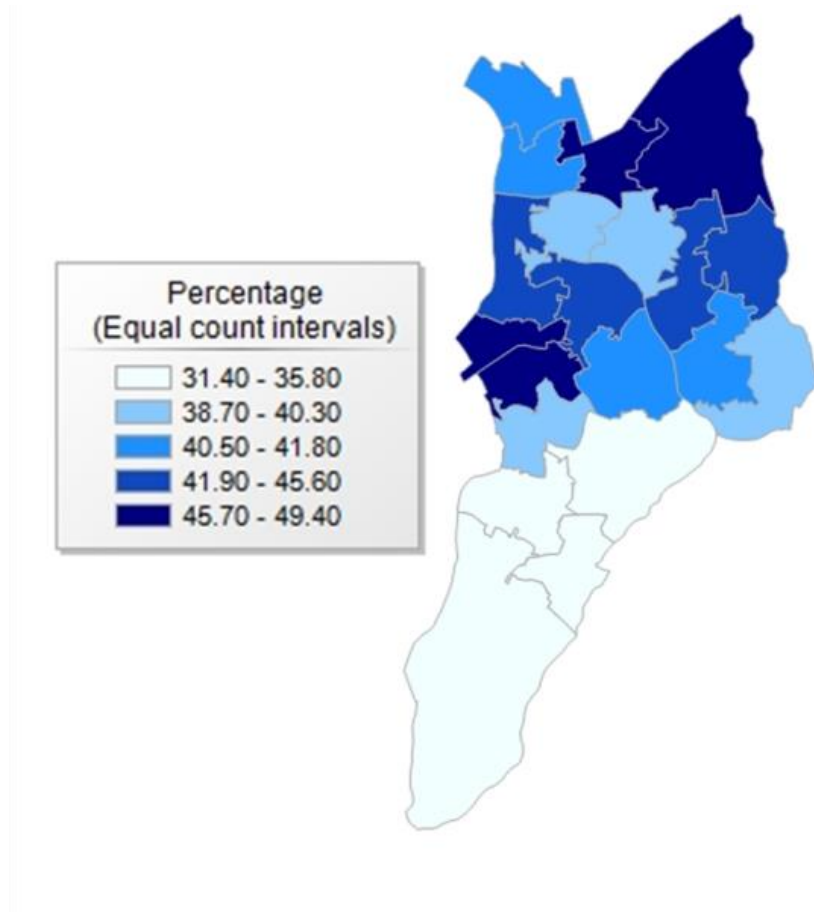 Percentage
(Equal count intervals)
31.40 - 35.80
38.70 - 40.30
40.50 - 41.80
41.90 - 45.60
45.70 - 49.40